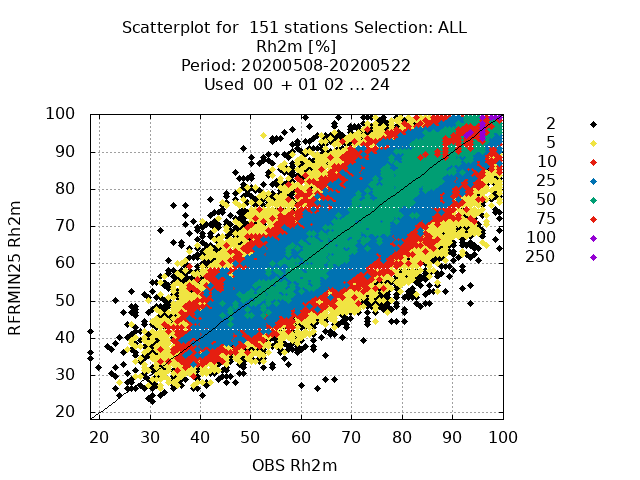 Scatterplot for  151 stations Selection: ALL
Rh2m [%]
Period: 20200508-20200522
Used  00 + 01 02 ... 24
RFRMIN25 Rh2m
100
90
80
70
60
50
40
30
20
20 30 40 50 60 70 80 90 100
OBS Rh2m
2
5
10
25
50
75
100
250